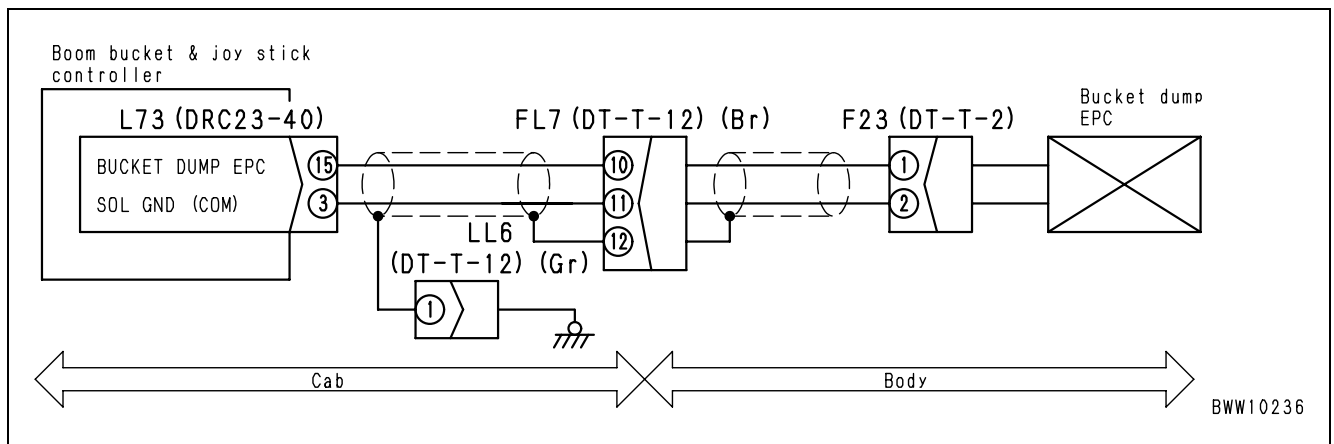 Boom bucket & joy stick
controller
L73 (DRC23-40)
FL7 (DT-T-12) (Br)
F23 (DT-T-2)
Bucket dump
EPC
BUCKET DUMP EPC
15
10
1
SOL GND (COM)
3
11
2
12
LL6
(DT-T-12) (Gr)
1
Cab
Body
BWW10236